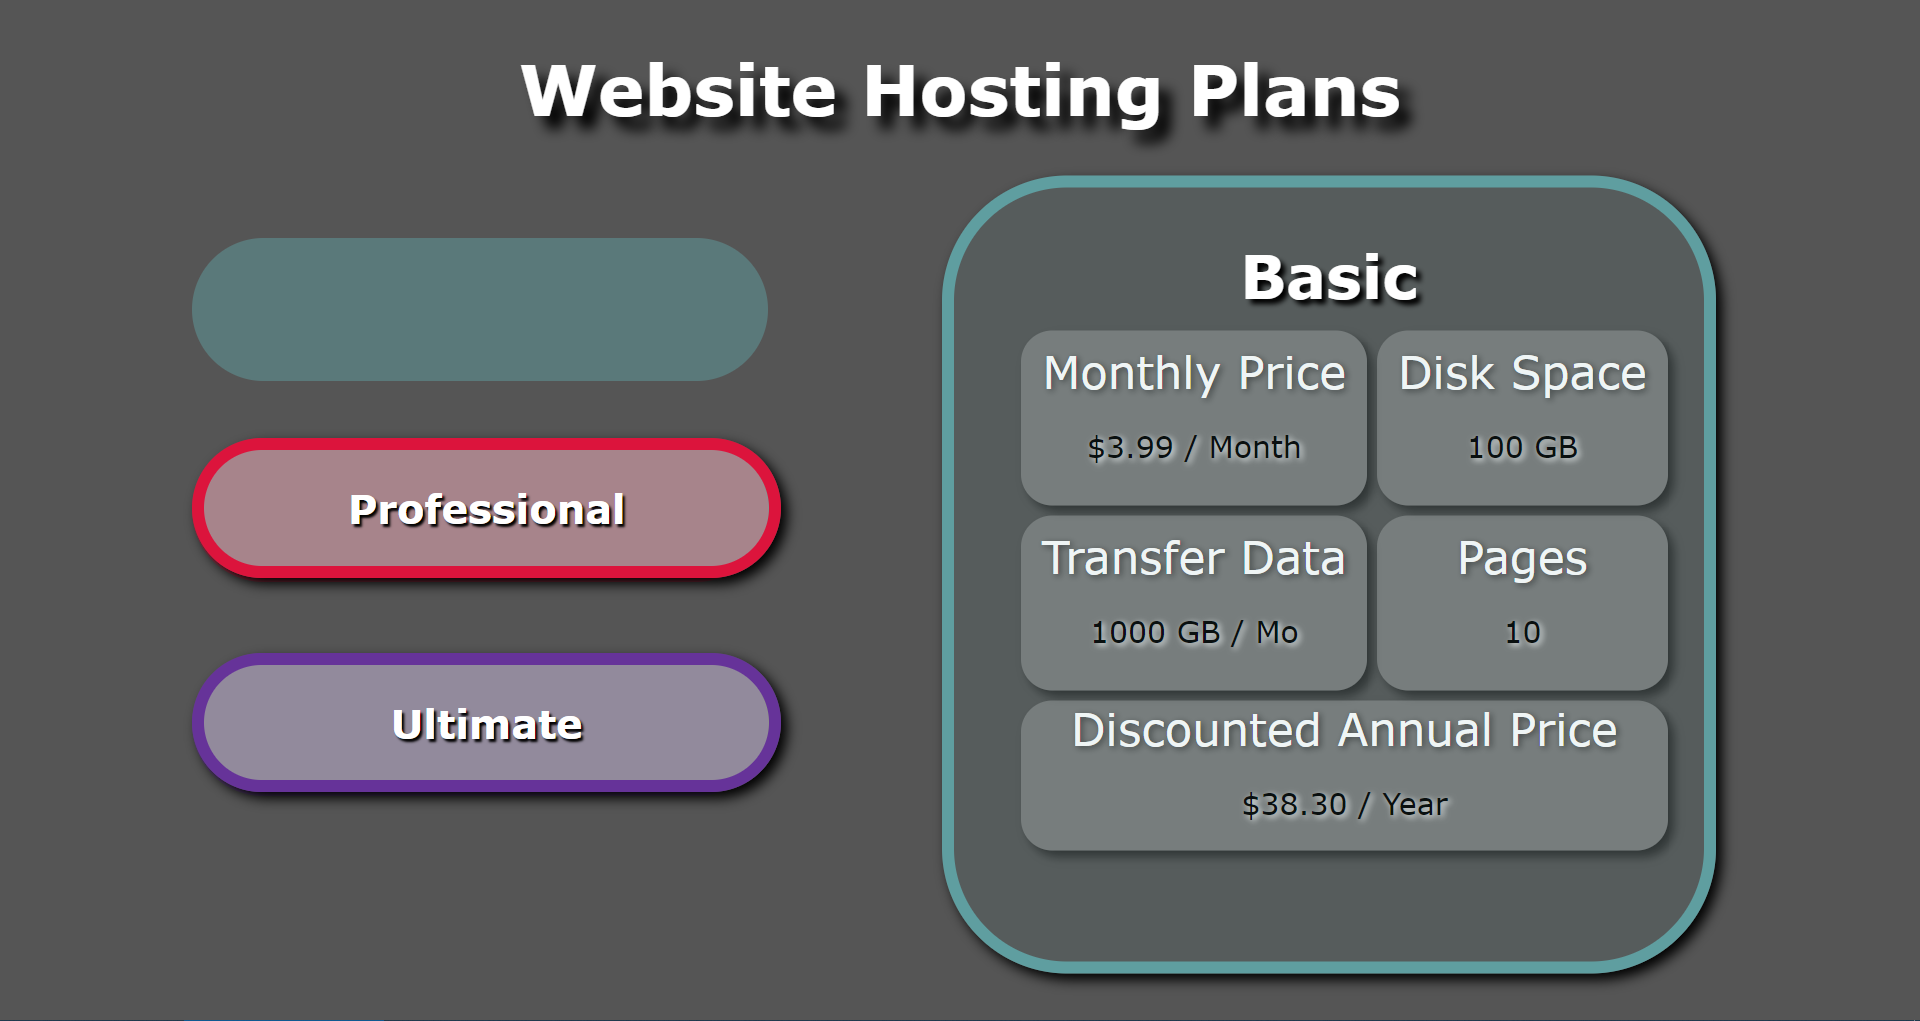 Website Hosting Plans
Professional
Ultimate
Basic
Monthly Price
$3.99 / Month
Disk Space
100 GB
Transfer Data
1000 GB / Mo
Pages
10
Discounted Annual Price
$38.30 / Year